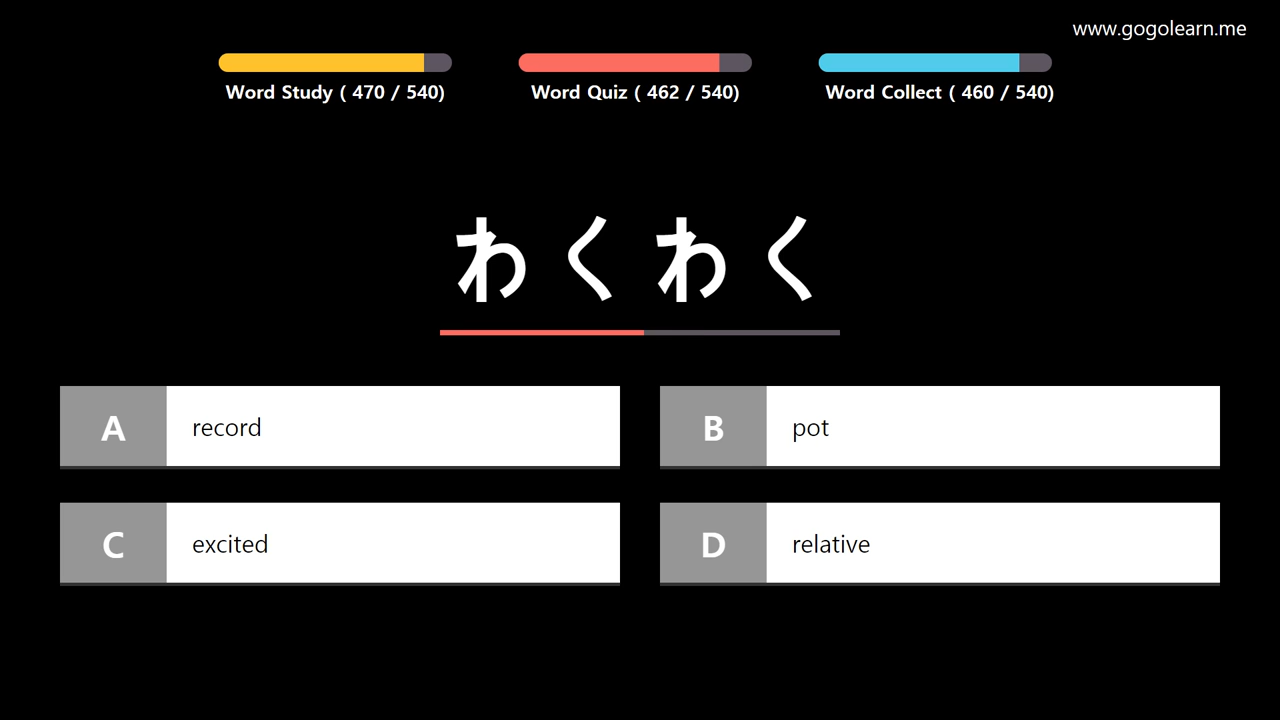 www.gogolearn.me
Word Study ( 470 / 540)
Word Quiz ( 462 / 540)
Word Collect ( 460 / 540)
わくわく
A record
B pot
C excited
D relative